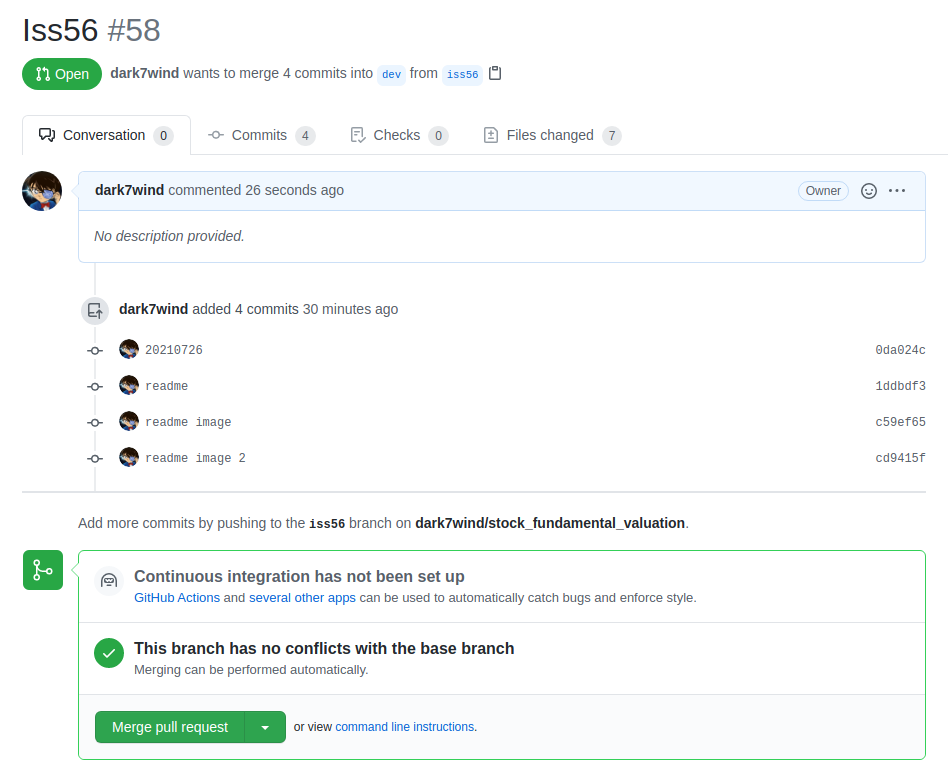 Iss56 #58
Open dark7wind wants to merge 4 commits into dev from iss56
Conversation 0 Commits 4 Checks 0 Files changed 7
dark7wind commented 26 seconds ago Owner
No description provided.
dark7wind added 4 commits 30 minutes ago
20210726 0da024c
readme 1ddbdf3
readme image c59ef65
readme image 2 cd9415f
Add more commits by pushing to the iss56 branch on dark7wind/stock_fundamental_valuation.
Continuous integration has not been set up
GitHub Actions and several other apps can be used to automatically catch bugs and enforce style.
This branch has no conflicts with the base branch
Merging can be performed automatically.
Merge pull request or view command line instructions.